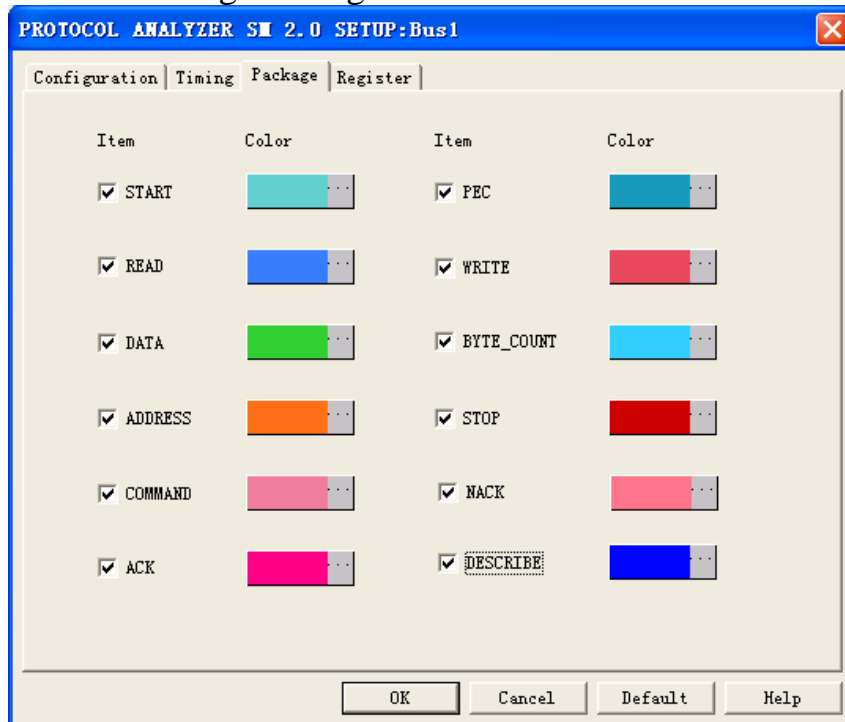 PROTOCOL ANALYZER SM 2.0 SETUP:Bus1
Configuration Timing Package Register
Item Color Item Color
START ... PEC ...
READ ... WRITE ...
DATA ... BYTE_COUNT ...
ADDRESS ... STOP ...
COMMAND ... NACK ...
ACK ... DESCRIBE ...
OK Cancel Default Help